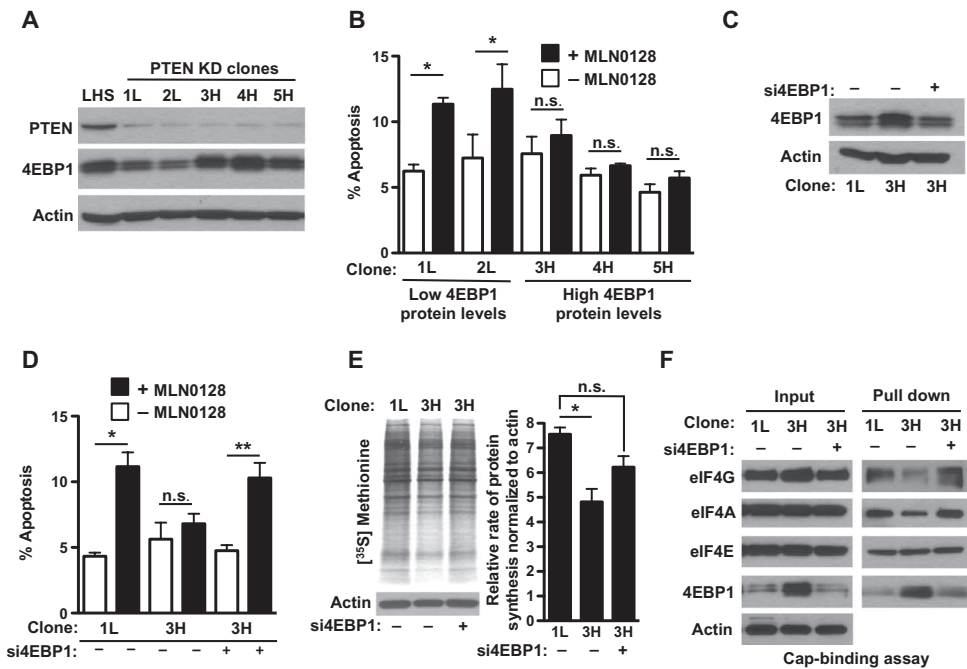 A
PTEN KD clones
LHS 1L 2L 3H 4H 5H
PTEN
4EBP1
Actin
B
+ MLN0128
– MLN0128
% Apoptosis
15
10
5
0
*
*
n.s.
n.s.
n.s.
Clone: 1L 2L 3H 4H 5H
Low 4EBP1 protein levels
High 4EBP1 protein levels
C
si4EBP1: – – +
4EBP1
Actin
Clone: 1L 3H 3H
D
+ MLN0128
– MLN0128
% Apoptosis
15
10
5
0
*
n.s.
**
Clone: 1L 3H 3H
si4EBP1: – – – – + +
E
Clone: 1L 3H 3H
[³⁵S] Methionine
Actin
si4EBP1: – – +
Relative rate of protein
synthesis normalized to actin
9
8
7
6
5
4
3
2
1
0
n.s.
*
1L 3H 3H
si4EBP1: – – +
F
Input
Pull down
Clone: 1L 3H 3H 1L 3H 3H
si4EBP1: – – + – – +
eIF4G
eIF4A
eIF4E
4EBP1
Actin
Cap-binding assay